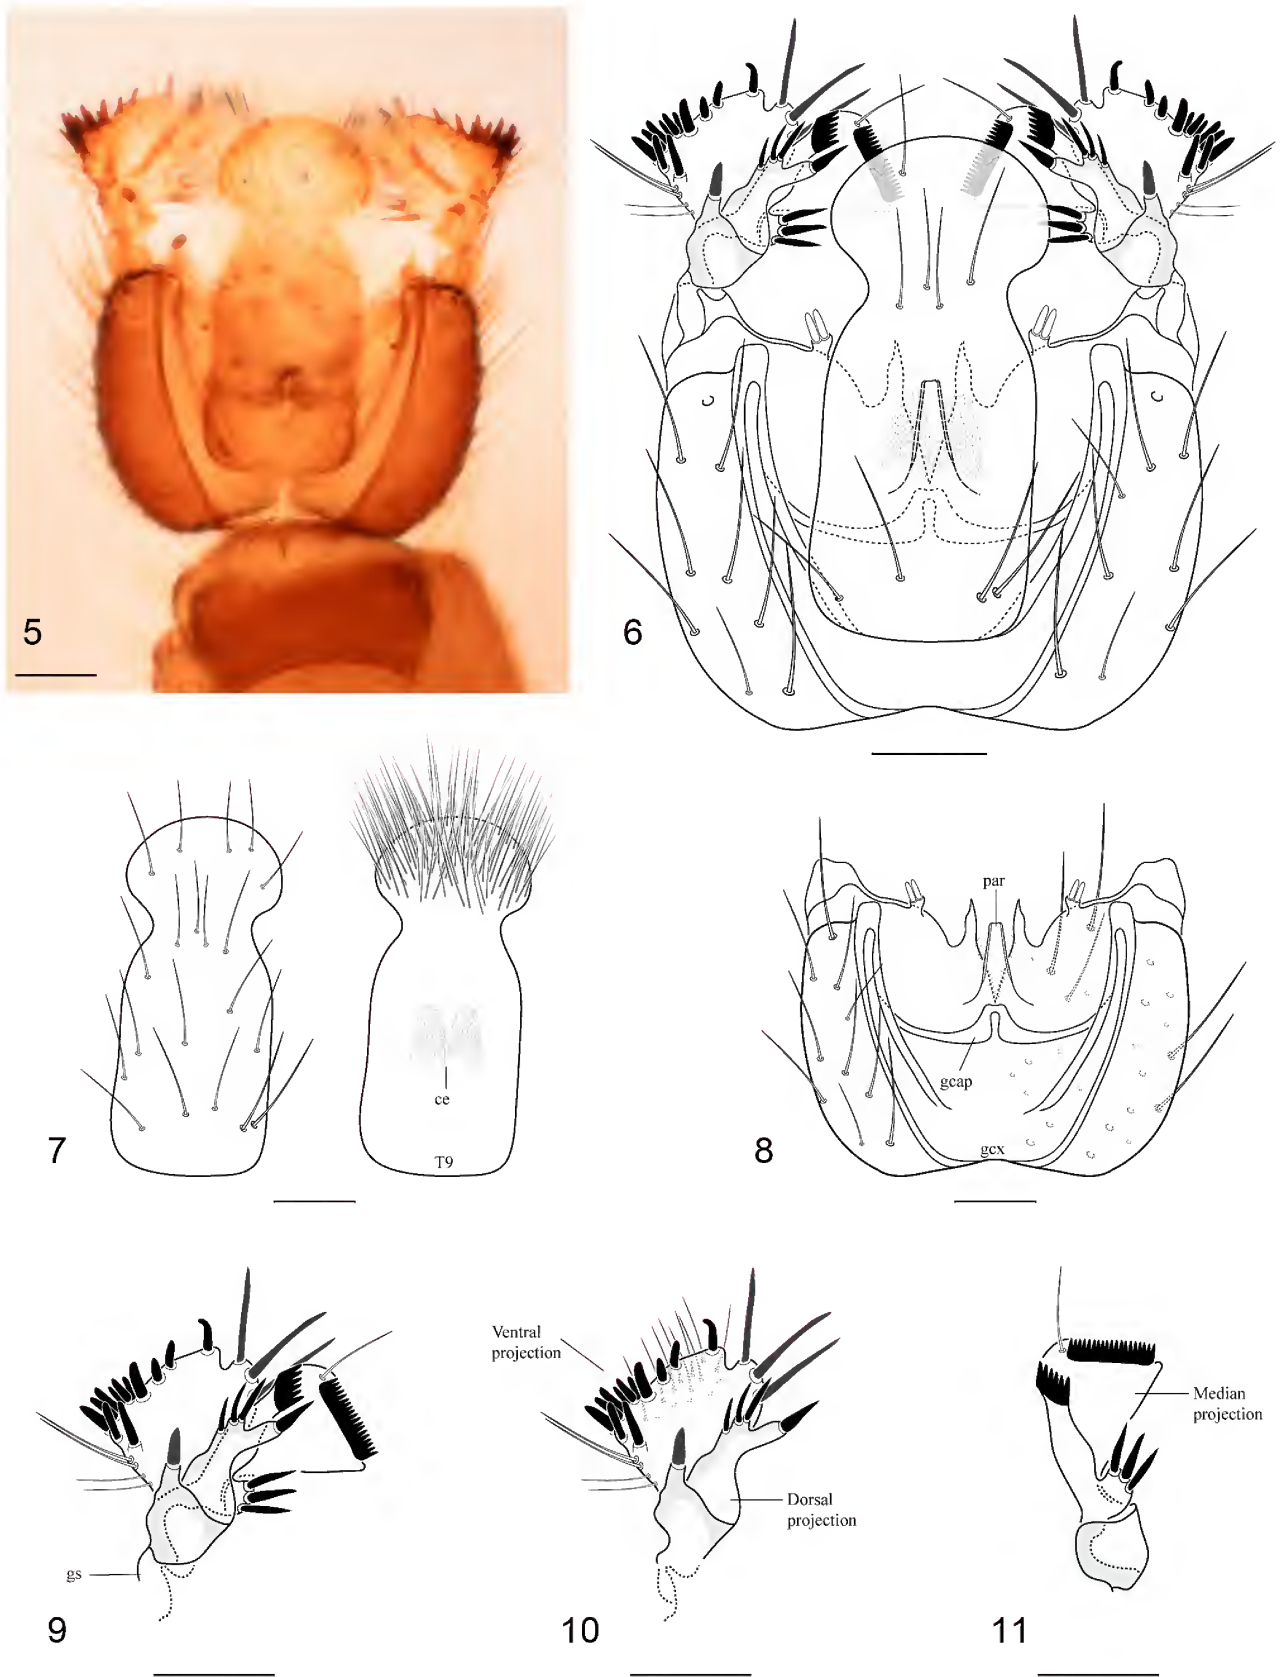 5
6
par
gcap
gcx
ce
T9
7
8
Ventral
projection
Dorsal
projection
Median
projection
gs
9
10
11